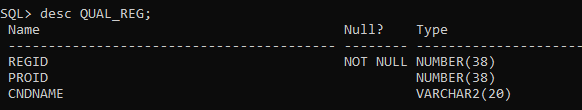 SQL> desc QUAL_REG;
Name Null? Type
----------------------------------------- -------- ----------------------------
REGID NOT NULL NUMBER(38)
PROID NUMBER(38)
CNDNAME VARCHAR2(20)